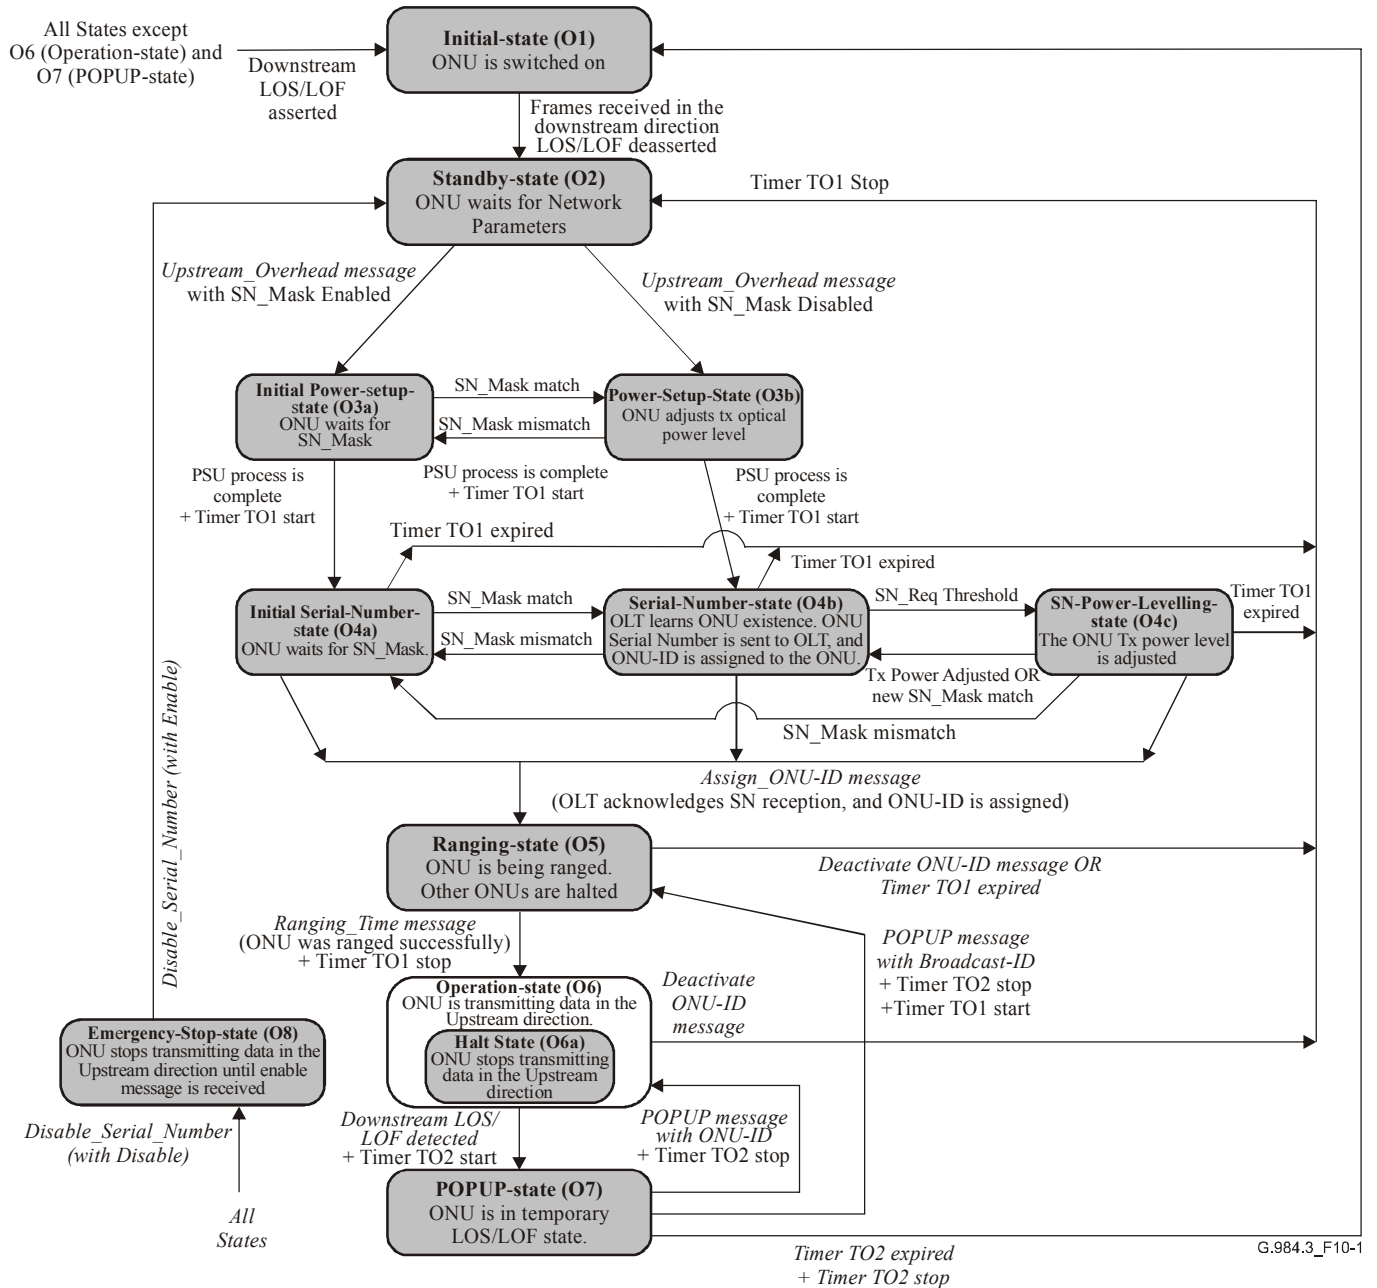 All States except
O6 (Operation-state) and
O7 (POPUP-state)
Downstream
LOS/LOF
asserted
Initial-state (O1)
ONU is switched on
Frames received in the
downstream direction
LOS/LOF deasserted
Standby-state (O2)
ONU waits for Network
Parameters
Timer TO1 Stop
Upstream_Overhead message
with SN_Mask Enabled
Upstream_Overhead message
with SN_Mask Disabled
Initial Power-setup-
state (O3a)
ONU waits for
SN_Mask
SN_Mask match
SN_Mask mismatch
Power-Setup-State (O3b)
ONU adjusts tx optical
power level
PSU process is
complete
+ Timer TO1 start
PSU process is complete
+ Timer TO1 start
PSU process is
complete
+ Timer TO1 start
Timer TO1 expired
Timer TO1 expired
Initial Serial-Number-
state (O4a)
ONU waits for SN_Mask.
SN_Mask match
SN_Mask mismatch
Serial-Number-state (O4b)
OLT learns ONU existence. ONU
Serial Number is sent to OLT, and
ONU-ID is assigned to the ONU.
SN_Req Threshold
Tx Power Adjusted OR
new SN_Mask match
SN-Power-Levelling-
state (O4c)
The ONU Tx power level
is adjusted
Timer TO1
expired
SN_Mask mismatch
Assign_ONU-ID message
(OLT acknowledges SN reception, and ONU-ID is assigned)
Disable_Serial_Number (with Enable)
Ranging-state (O5)
ONU is being ranged.
Other ONUs are halted
Deactivate ONU-ID message OR
Timer TO1 expired
Ranging_Time message
(ONU was ranged successfully)
+ Timer TO1 stop
POPUP message
with Broadcast-ID
+ Timer TO2 stop
+Timer TO1 start
Operation-state (O6)
ONU is transmitting data in the
Upstream direction.
Halt State (O6a)
ONU stops transmitting
data in the Upstream
direction
Deactivate
ONU-ID
message
Emergency-Stop-state (O8)
ONU stops transmitting data in the
Upstream direction until enable
message is received
Disable_Serial_Number
(with Disable)
All
States
Downstream LOS/
LOF detected
+ Timer TO2 start
POPUP message
with ONU-ID
+ Timer TO2 stop
POPUP-state (O7)
ONU is in temporary
LOS/LOF state.
Timer TO2 expired
+ Timer TO2 stop
G.984.3_F10-1